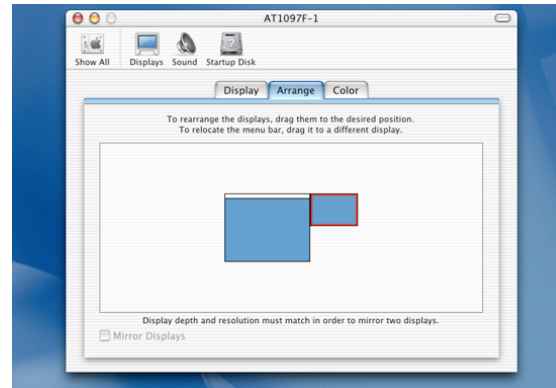 AT1097F-1
Show All Displays Sound Startup Disk
Display Arrange Color
To rearrange the displays, drag them to the desired position.
To relocate the menu bar, drag it to a different display.
Display depth and resolution must match in order to mirror two displays.
Mirror Displays